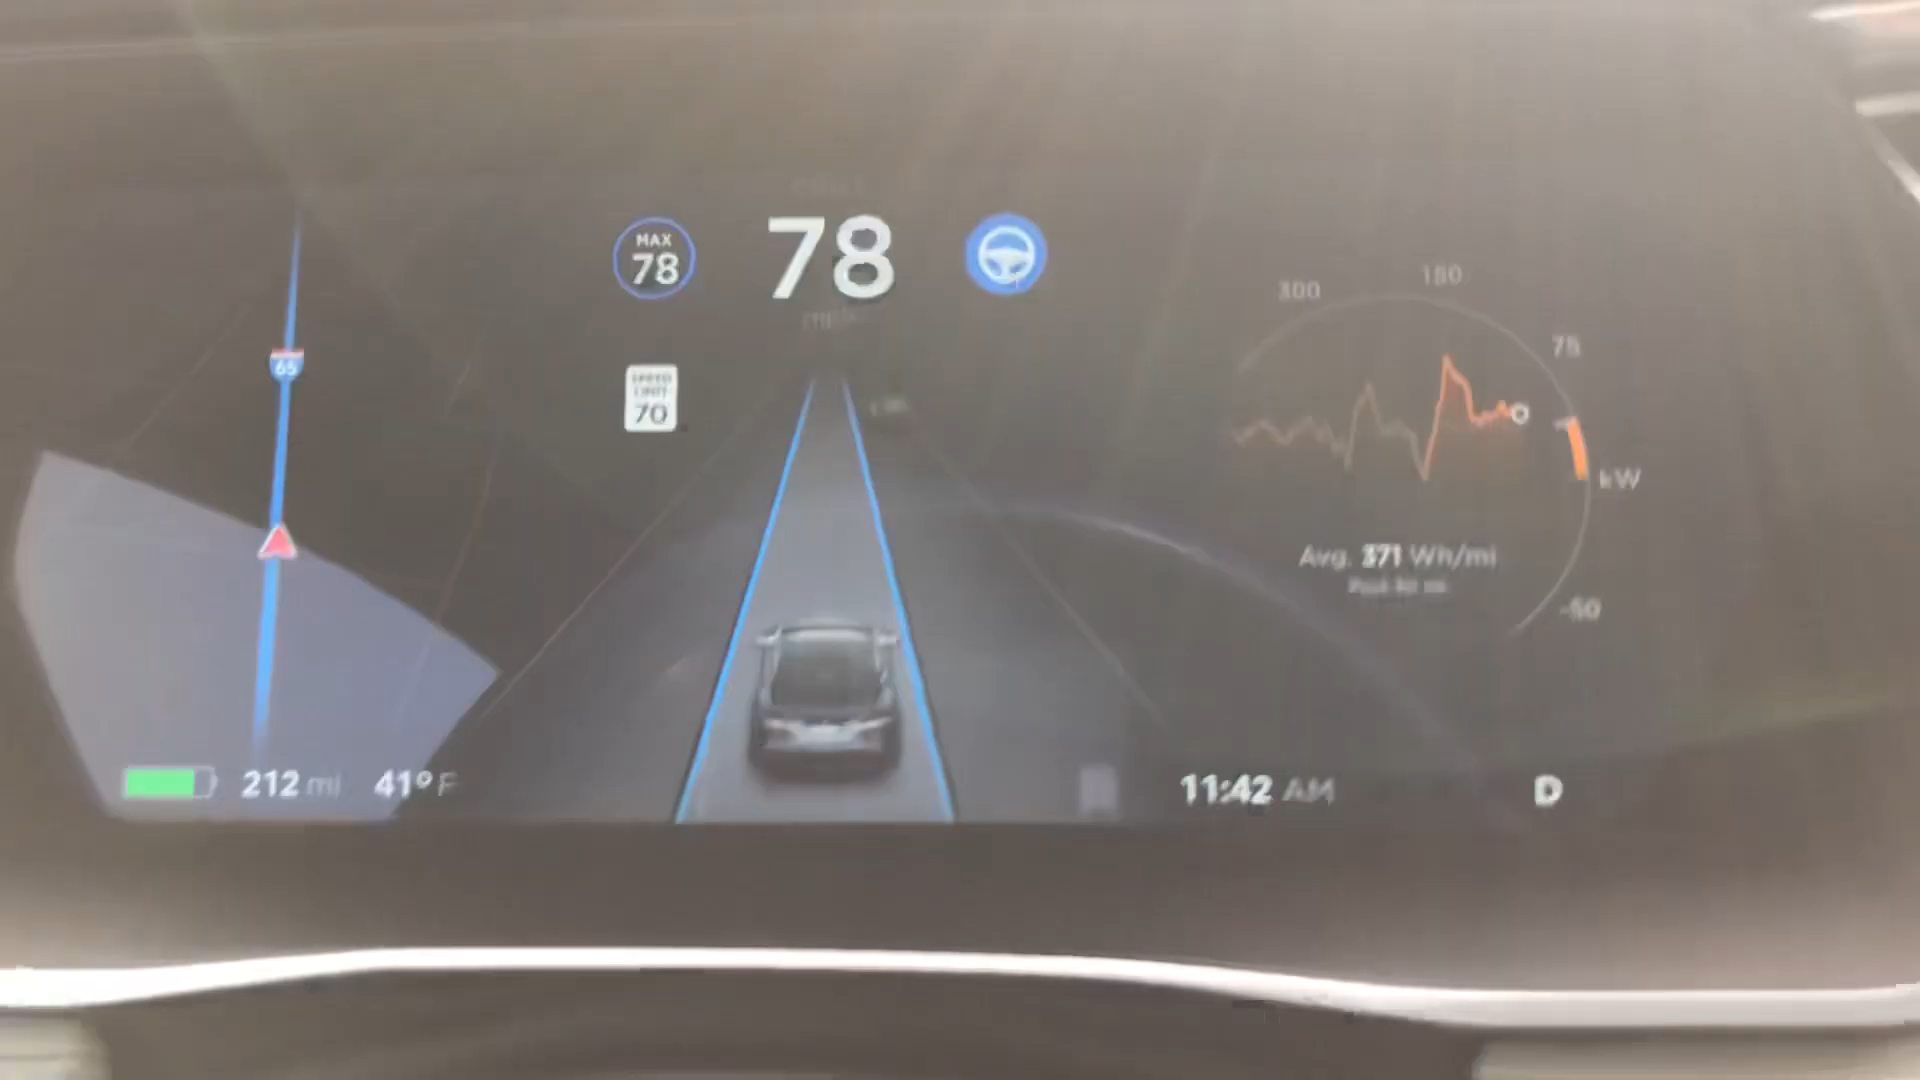 MAX
78
78
SPEED
LIMIT
70
65
300
150
75
kW
-50
Avg. 371 Wh/mi
212 mi
41° F
11:42 AM
D